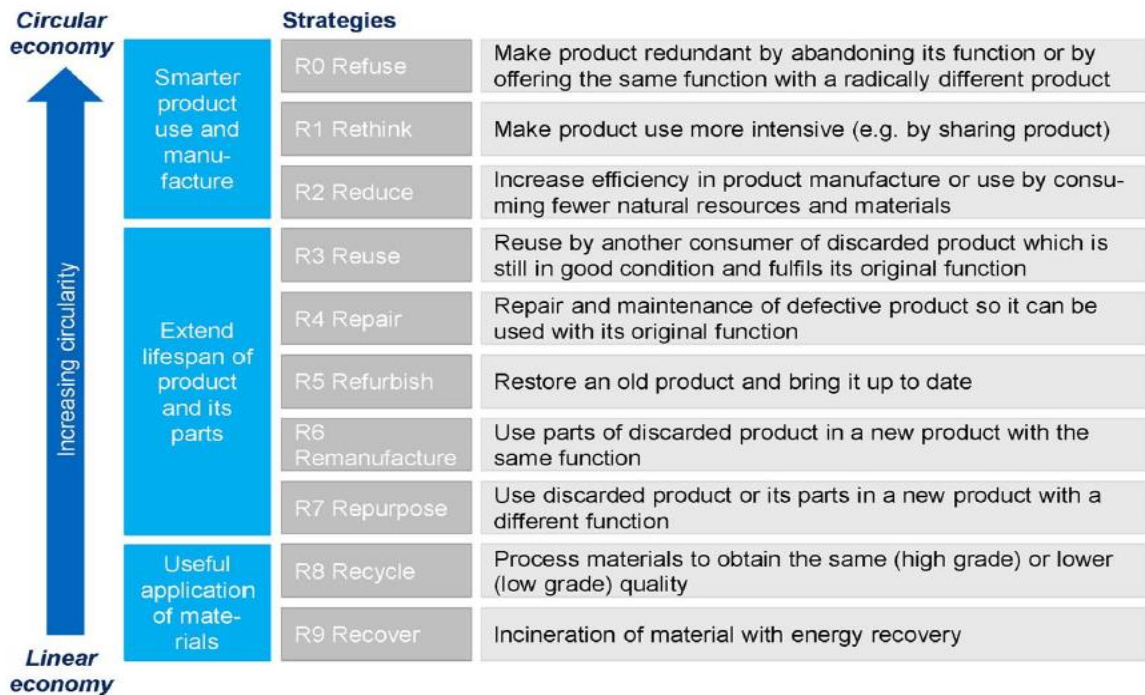 Circular
economy
Strategies
Increasing circularity
Linear
economy
Smarter
product
use and
manu-
facture
R0 Refuse
Make product redundant by abandoning its function or by
offering the same function with a radically different product
R1 Rethink
Make product use more intensive (e.g. by sharing product)
R2 Reduce
Increase efficiency in product manufacture or use by consu-
ming fewer natural resources and materials
Extend
lifespan of
product
and its
parts
R3 Reuse
Reuse by another consumer of discarded product which is
still in good condition and fulfils its original function
R4 Repair
Repair and maintenance of defective product so it can be
used with its original function
R5 Refurbish
Restore an old product and bring it up to date
R6
Remanufacture
Use parts of discarded product in a new product with the
same function
R7 Repurpose
Use discarded product or its parts in a new product with a
different function
Useful
application
of mate-
rials
R8 Recycle
Process materials to obtain the same (high grade) or lower
(low grade) quality
R9 Recover
Incineration of material with energy recovery